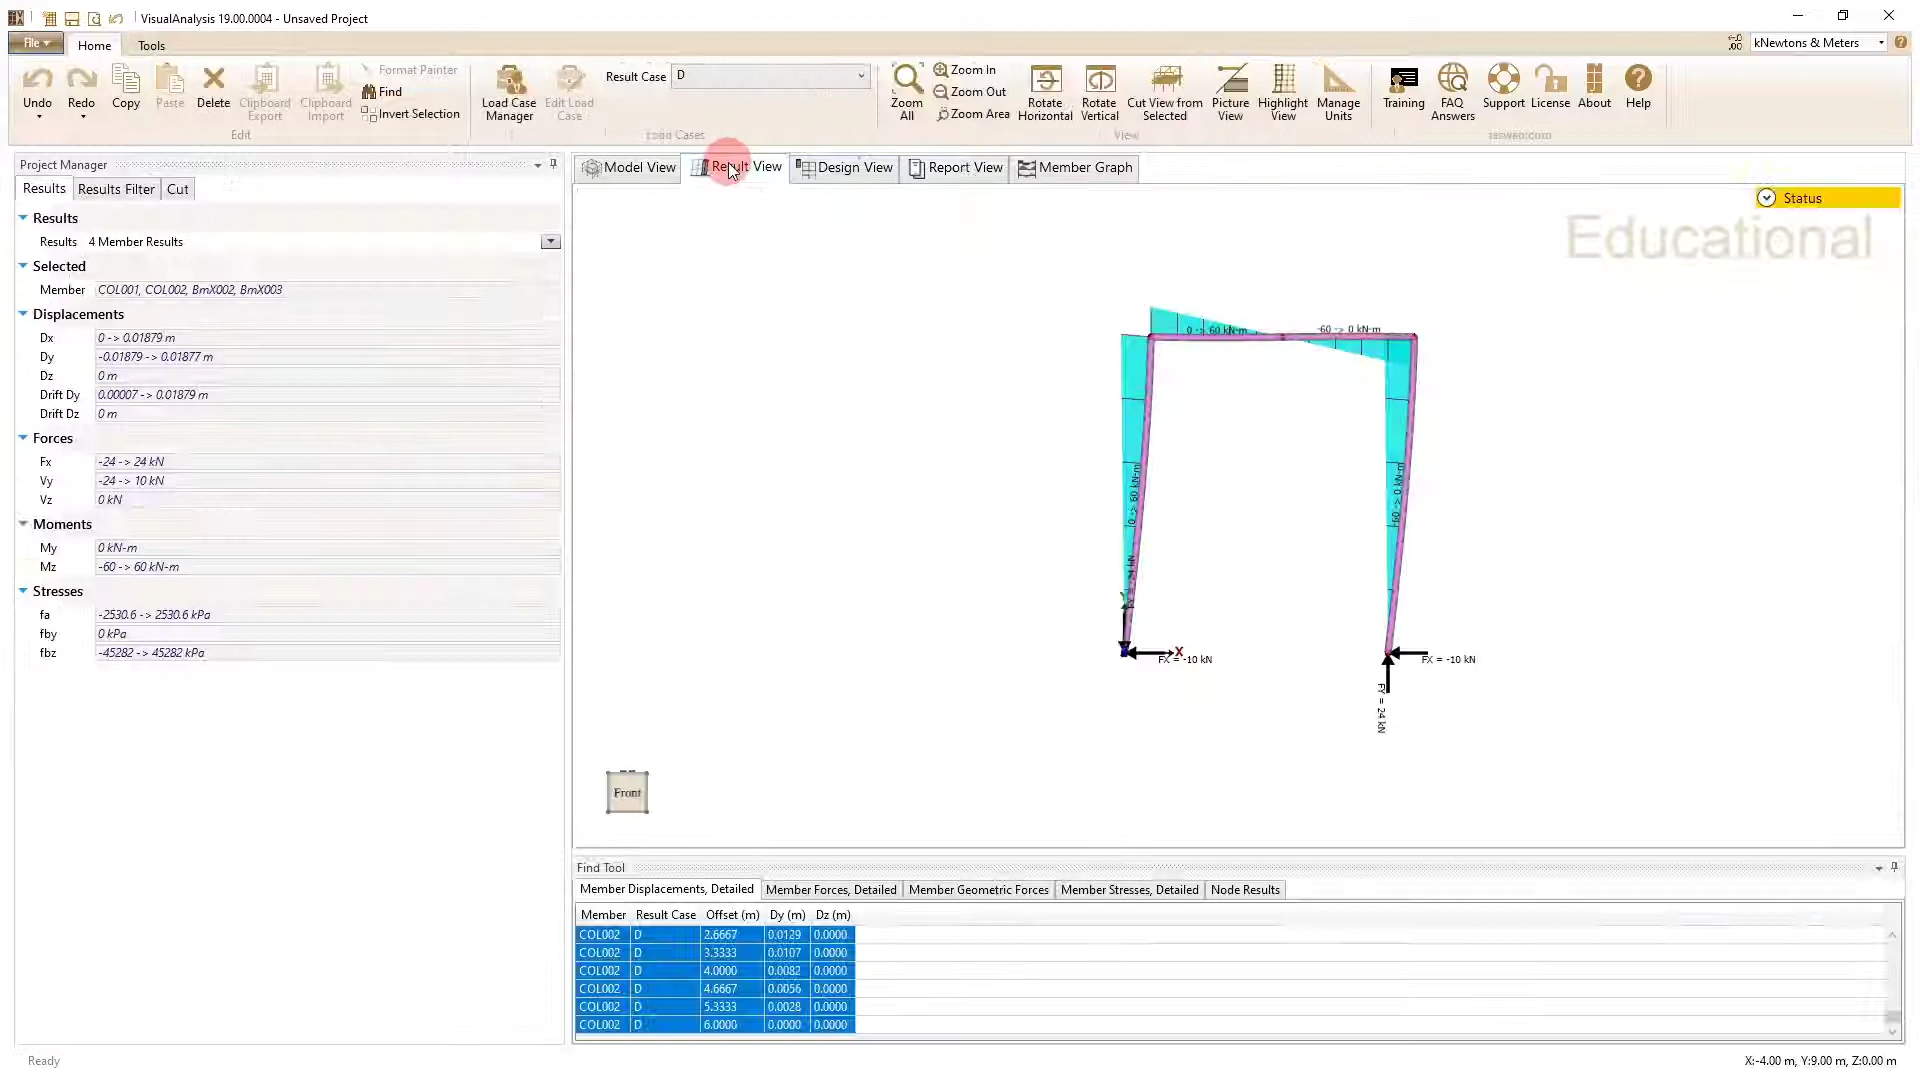 VisualAnalysis 19.00.0004 - Unsaved Project
File Home Tools
kNewtons & Meters
Undo Redo Copy Paste Delete Clipboard Export Clipboard Import
Format Painter
Find
Invert Selection
Edit
Load Case Manager Edit Load Case
Result Case D
Load Cases
Zoom All
Zoom In
Zoom Out
Zoom Area
Rotate Horizontal Rotate Vertical Cut View from Selected Picture View Highlight View Manage Units
View
Training FAQ Answers Support License About Help
iesweb.com
Project Manager
Results Results Filter Cut
Results
Results 4 Member Results
Selected
Member COL001, COL002, BmX002, BmX003
Displacements
Dx 0 -> 0.01879 m
Dy -0.01879 -> 0.01877 m
Dz 0 m
Drift Dy 0.00007 -> 0.01879 m
Drift Dz 0 m
Forces
Fx -24 -> 24 kN
Vy -24 -> 10 kN
Vz 0 kN
Moments
My 0 kN-m
Mz -60 -> 60 kN-m
Stresses
fa -2530.6 -> 2530.6 kPa
fby 0 kPa
fbz -45282 -> 45282 kPa
Model View Result View Design View Report View Member Graph
Status
Educational
0 -> 60 kN-m
-60 -> 0 kN-m
0 -> 60 kN-m
-60 -> 0 kN-m
X
FX = -10 kN
FX = -10 kN
FY = 24 kN
Front
Find Tool
Member Displacements, Detailed Member Forces, Detailed Member Geometric Forces Member Stresses, Detailed Node Results
Member Result Case Offset (m) Dy (m) Dz (m)
COL002 D 2.6667 0.0129 0.0000
COL002 D 3.3333 0.0107 0.0000
COL002 D 4.0000 0.0082 0.0000
COL002 D 4.6667 0.0056 0.0000
COL002 D 5.3333 0.0028 0.0000
COL002 D 6.0000 0.0000 0.0000
Ready
X:-4.00 m, Y:9.00 m, Z:0.00 m